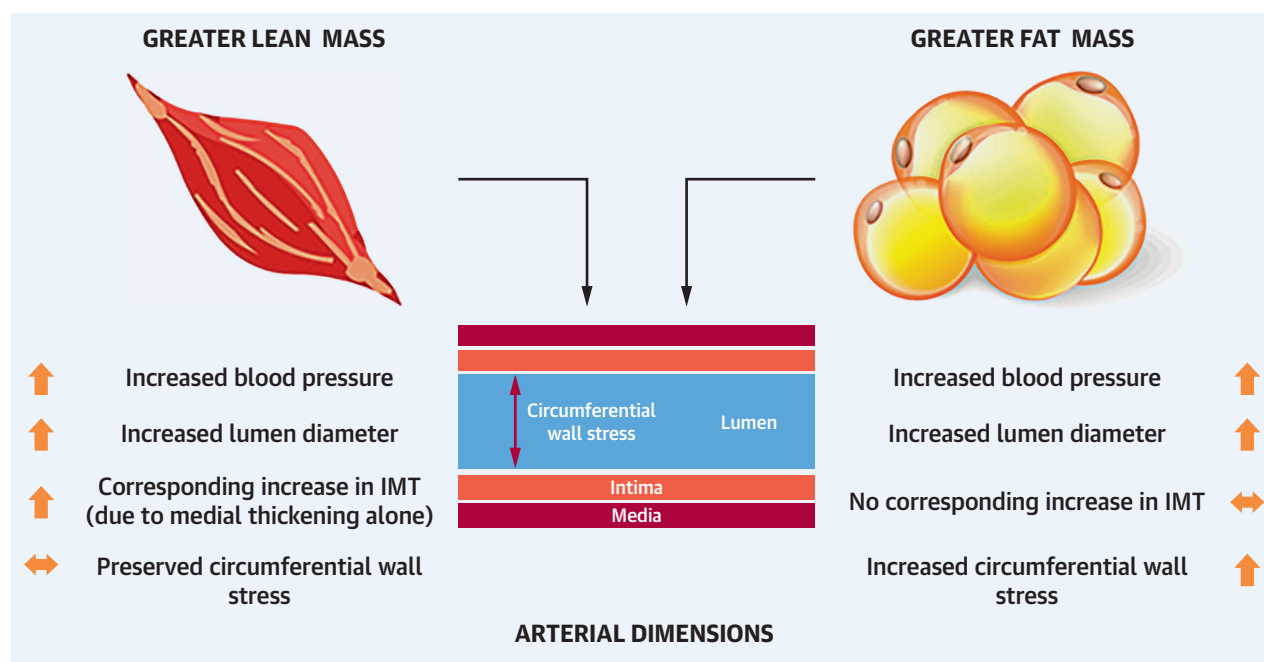 GREATER LEAN MASS
GREATER FAT MASS
Increased blood pressure
Increased lumen diameter
Corresponding increase in IMT
(due to medial thickening alone)
Preserved circumferential wall
stress
Circumferential
wall stress
Lumen
Intima
Media
Increased blood pressure
Increased lumen diameter
No corresponding increase in IMT
Increased circumferential wall
stress
ARTERIAL DIMENSIONS